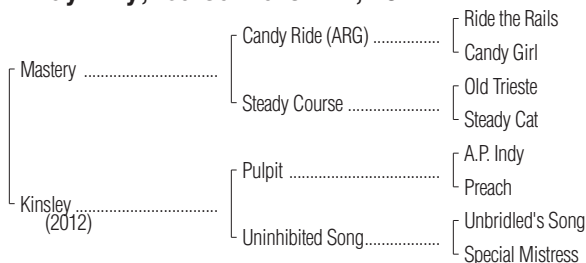 Ride the Rails
Candy Ride (ARG) ..................
Candy Girl
Mastery ....................................
Old Trieste
Steady Course .........................
Steady Cat
A.P. Indy
Pulpit .........................................
Preach
Kinsley ......................................
(2012)
Unbridled's Song
Uninhibited Song....................
Special Mistress